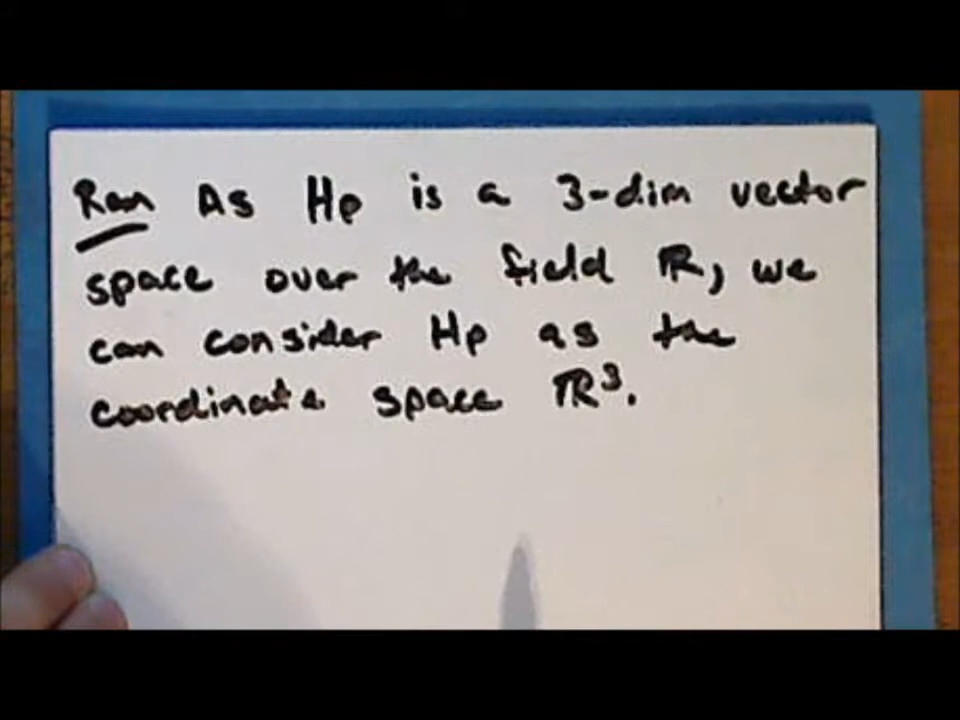 Rem As Hp is a 3-dim vector
space over the field ℝ, we
can consider Hp as the
coordinate space ℝ³.